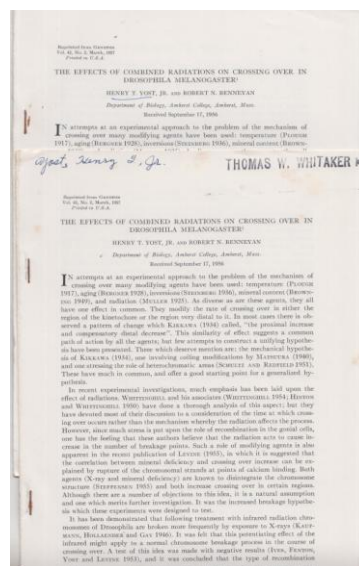 Reprinted from GENETICS
Vol. 42, No. 2, March, 1957
Printed in U.S.A.
THE EFFECTS OF COMBINED RADIATIONS ON CROSSING OVER IN
DROSOPHILA MELANOGASTER¹
HENRY T. YOST, JR. AND ROBERT N. BENNEYAN
Department of Biology, Amherst College, Amherst, Mass.
Received September 17, 1956
IN attempts at an experimental approach to the problem of the mechanism of
crossing over many modifying agents have been used: temperature (PLOUGH
1917), aging (BERGNER 1928), inversions (STEINBERG 1936), mineral content (BROWN-
Yost, Henry T. Jr.
THOMAS W. WHITAKER
Reprinted from GENETICS
Vol. 42, No. 2, March, 1957
Printed in U.S.A.
THE EFFECTS OF COMBINED RADIATIONS ON CROSSING OVER IN
DROSOPHILA MELANOGASTER¹
HENRY T. YOST, JR. AND ROBERT N. BENNEYAN
Department of Biology, Amherst College, Amherst, Mass.
Received September 17, 1956
IN attempts at an experimental approach to the problem of the mechanism of
crossing over many modifying agents have been used: temperature (PLOUGH
1917), aging (BERGNER 1928), inversions (STEINBERG 1936), mineral content (BROWN-
ING 1949), and radiation (MULLER 1925). As diverse as these agents, they all
have one effect in common. They modify the rate of crossing over in either the
region of the kinetochore or the region very distal to it. In most cases there is ob-
served a pattern of change which KIKKAWA (1934) called, "the proximal increase
and compensatory distal decrease". This similarity of effect suggests a common
path of action by all the agents; but few attempts to construct a unifying hypothe-
sis have been presented. Three which deserve mention are: the mechanical hypothe-
sis of KIKKAWA (1934), one involving coiling modifications by MATSUURA (1940),
and one stressing the role of heterochromatic areas (SCHULTZ and REDFIELD 1951).
These have much in common, and offer a good starting point for a generalized hy-
pothesis.
In recent experimental investigations, much emphasis has been laid upon the
effect of radiations. WHITTINGHILL and his associates (WHITTINGHILL 1951; HINTON
and WHITTINGHILL 1950) have done a thorough analysis of this aspect; but they
have devoted most of their discussion to a consideration of the time at which cross-
ing over occurs rather than the mechanism whereby the radiation affects the process.
However, since much stress is put upon the role of recombination in the gonial cells,
one has the feeling that these authors believe that the radiation acts to cause in-
crease in the number of breakage points. Such a role of modifying agents is also
apparent in the recent publication of LEVINE (1955), in which it is suggested that
the correlation between mineral deficiency and crossing over increase can be ex-
plained by rupture of the chromosomal strands at points of calcium binding. Both
agents (X-ray and mineral deficiency) are known to disintegrate the chromosome
structure (STEFFENSEN 1955) and both increase crossing over in certain regions.
Although there are a number of objections to this idea, it is a natural assumption
and one which merits further investigation. It was the increased breakage hypothe-
sis which these experiments were designed to test.
It has been demonstrated that following treatment with infrared radiation chro-
mosomes of Drosophila are broken more frequently by exposure to X-rays (KAUF-
MANN, HOLLAENDER and GAY 1946). It was felt that this potentiating effect of the
infrared might apply to a normal chromosome breakage process in the course of
crossing over. A test of this idea was made with negative results (IVES, FENTON,
YOST and LEVINE 1953), and it was concluded that the type of recombination